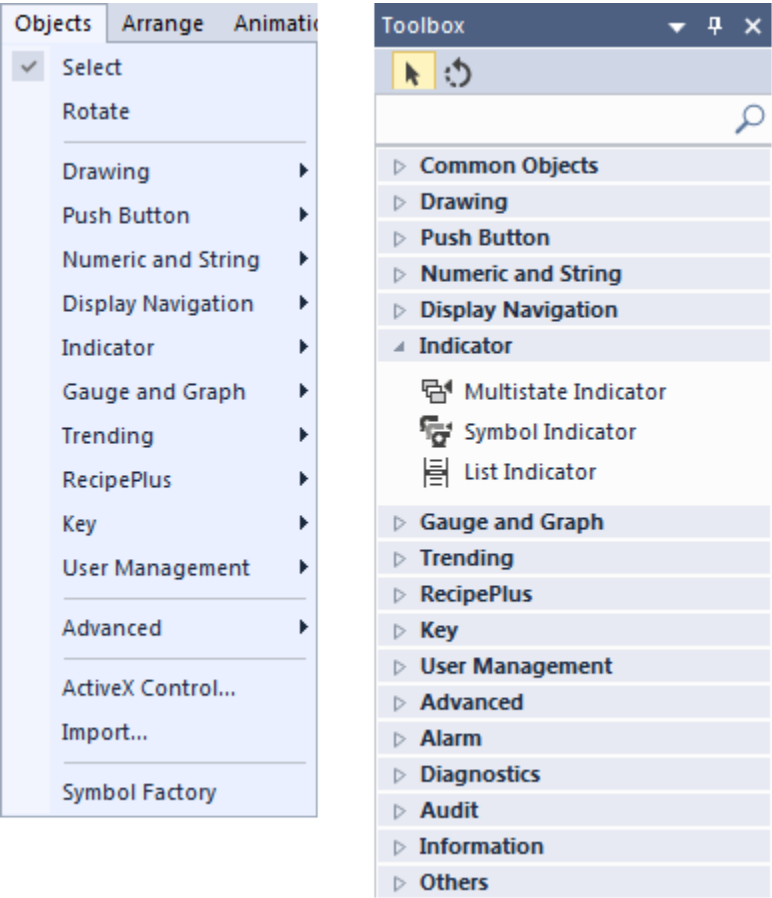 Objects Arrange Animatio
Select
Rotate
Drawing
Push Button
Numeric and String
Display Navigation
Indicator
Gauge and Graph
Trending
RecipePlus
Key
User Management
Advanced
ActiveX Control...
Import...
Symbol Factory
Toolbox
Common Objects
Drawing
Push Button
Numeric and String
Display Navigation
Indicator
Multistate Indicator
Symbol Indicator
List Indicator
Gauge and Graph
Trending
RecipePlus
Key
User Management
Advanced
Alarm
Diagnostics
Audit
Information
Others